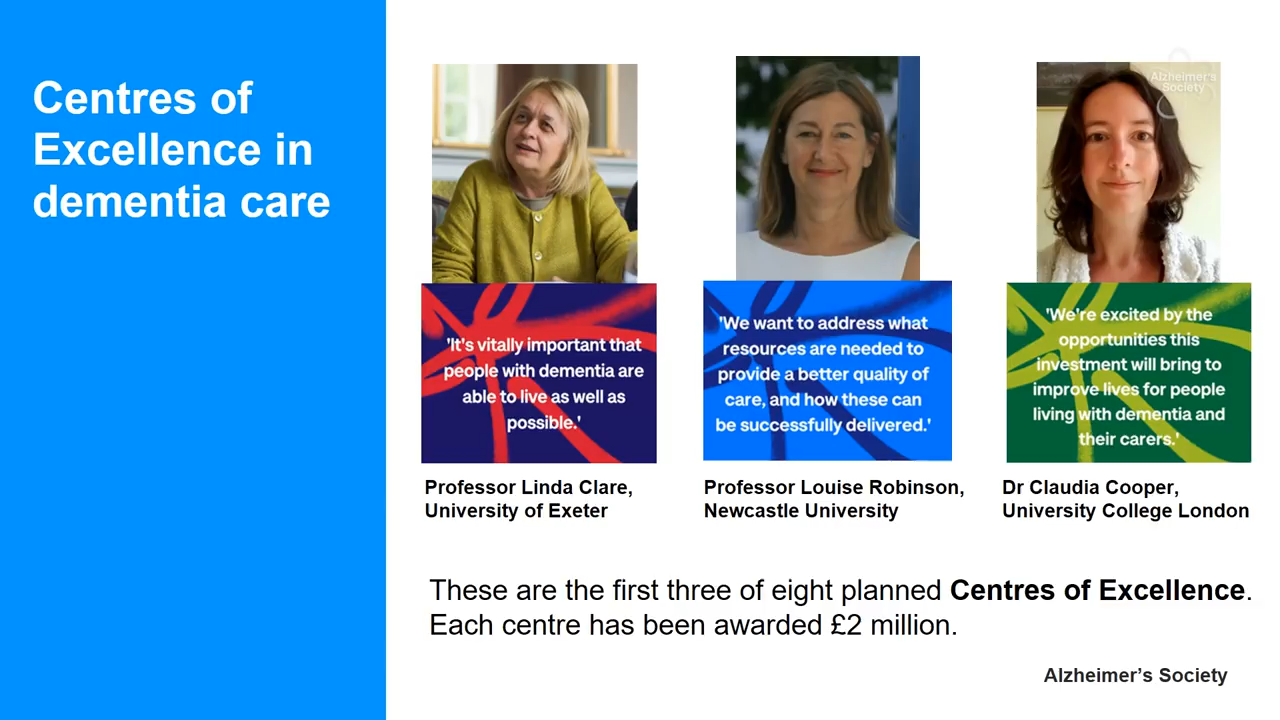 Centres of
Excellence in
dementia care
Alzheimer's
Society
'It's vitally important that
people with dementia are
able to live as well as
possible.'
'We want to address what
resources are needed to
provide a better quality of
care, and how these can
be successfully delivered.'
'We're excited by the
opportunities this
investment will bring to
improve lives for people
living with dementia and
their carers.'
Professor Linda Clare,
University of Exeter
Professor Louise Robinson,
Newcastle University
Dr Claudia Cooper,
University College London
These are the first three of eight planned Centres of Excellence.
Each centre has been awarded £2 million.
Alzheimer’s Society